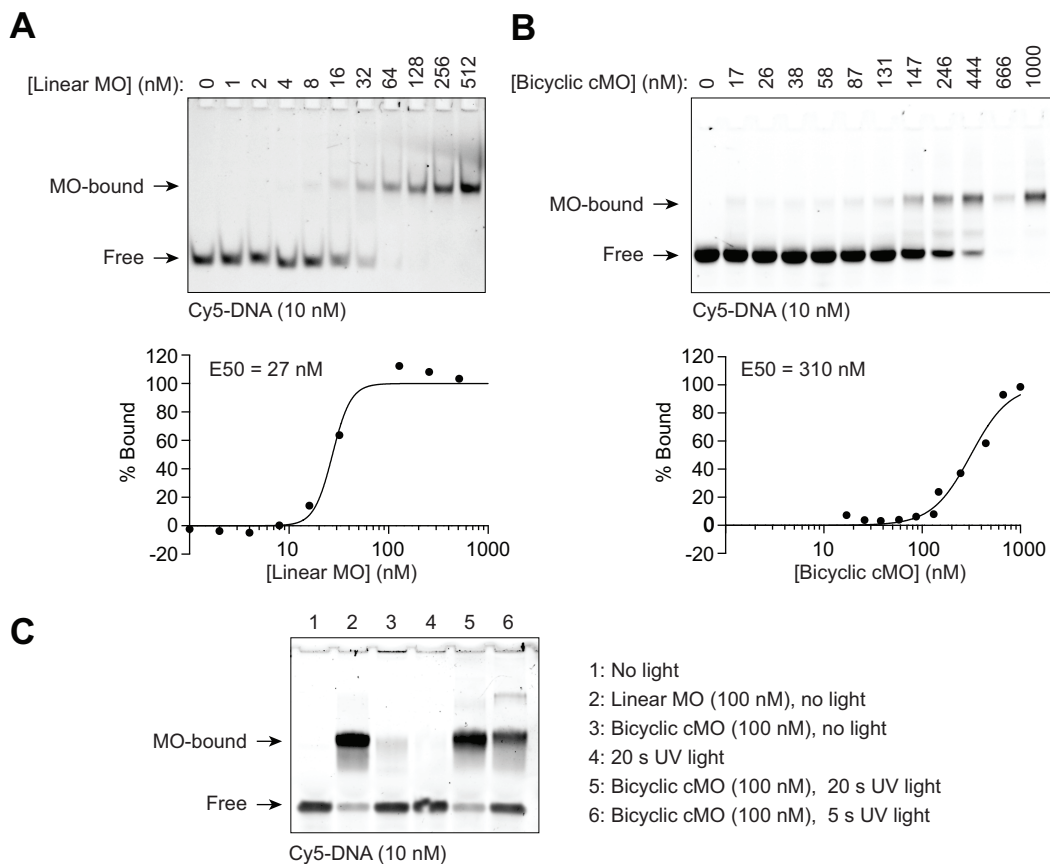 A
[Linear MO] (nM): 0 1 2 4 8 16 32 64 128 256 512
MO-bound
Free
Cy5-DNA (10 nM)
120
100
80
60
40
20
0
-20
% Bound
E50 = 27 nM
10 100 1000
[Linear MO] (nM)
B
[Bicyclic cMO] (nM): 0 17 26 38 58 87 131 147 246 444 666 1000
MO-bound
Free
Cy5-DNA (10 nM)
120
100
80
60
40
20
0
-20
% Bound
E50 = 310 nM
10 100 1000
[Bicyclic cMO] (nM)
C
1 2 3 4 5 6
MO-bound
Free
Cy5-DNA (10 nM)
1: No light
2: Linear MO (100 nM), no light
3: Bicyclic cMO (100 nM), no light
4: 20 s UV light
5: Bicyclic cMO (100 nM), 20 s UV light
6: Bicyclic cMO (100 nM), 5 s UV light